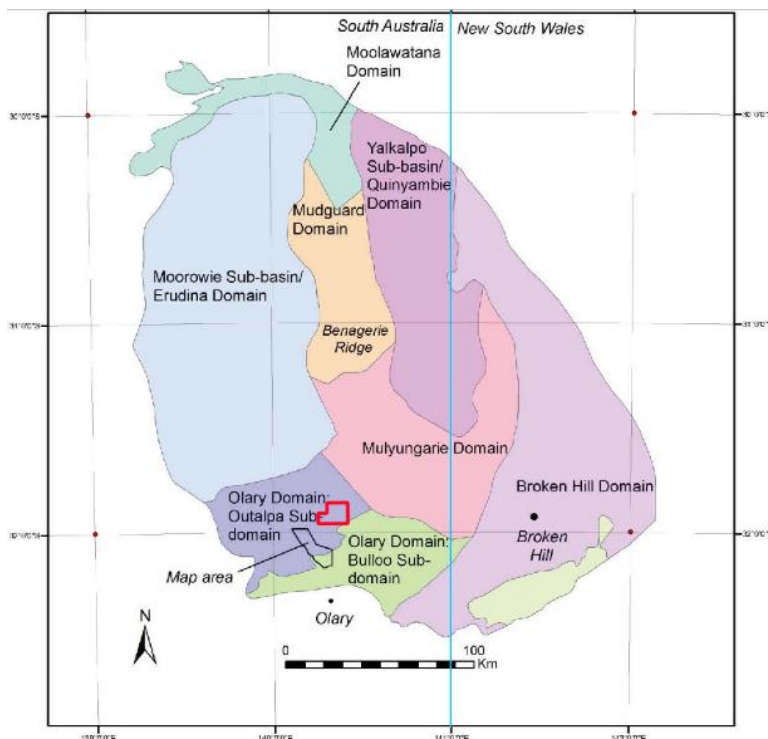 South Australia
New South Wales
Moolawatana
Domain
Yalkalpo
Sub-basin/
Quinyambie
Domain
Mudguard
Domain
Moorowie Sub-basin/
Erudina Domain
Benagerie
Ridge
Mulyungarie Domain
Broken Hill Domain
Olary Domain:
Outalpa Sub-
domain
Olary Domain:
Bulloo Sub-
domain
Broken
Hill
Map area
Olary
N
0
100
Km